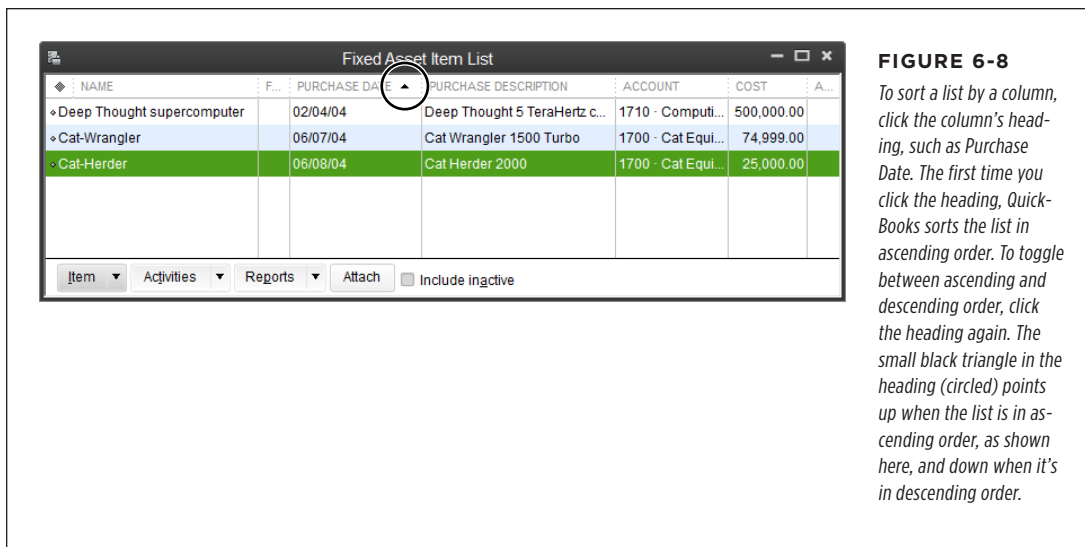 Fixed Asset Item List
NAME F... PURCHASE DATE PURCHASE DESCRIPTION ACCOUNT COST A...
Deep Thought supercomputer 02/04/04 Deep Thought 5 TeraHertz c... 1710 · Computi... 500,000.00
Cat-Wrangler 06/07/04 Cat Wrangler 1500 Turbo 1700 · Cat Equi... 74,999.00
Cat-Herder 06/08/04 Cat Herder 2000 1700 · Cat Equi... 25,000.00
Item Activities Reports Attach Include inactive
FIGURE 6-8
To sort a list by a column,
click the column's head-
ing, such as Purchase
Date. The first time you
click the heading, Quick-
Books sorts the list in
ascending order. To toggle
between ascending and
descending order, click
the heading again. The
small black triangle in the
heading (circled) points
up when the list is in as-
cending order, as shown
here, and down when it's
in descending order.